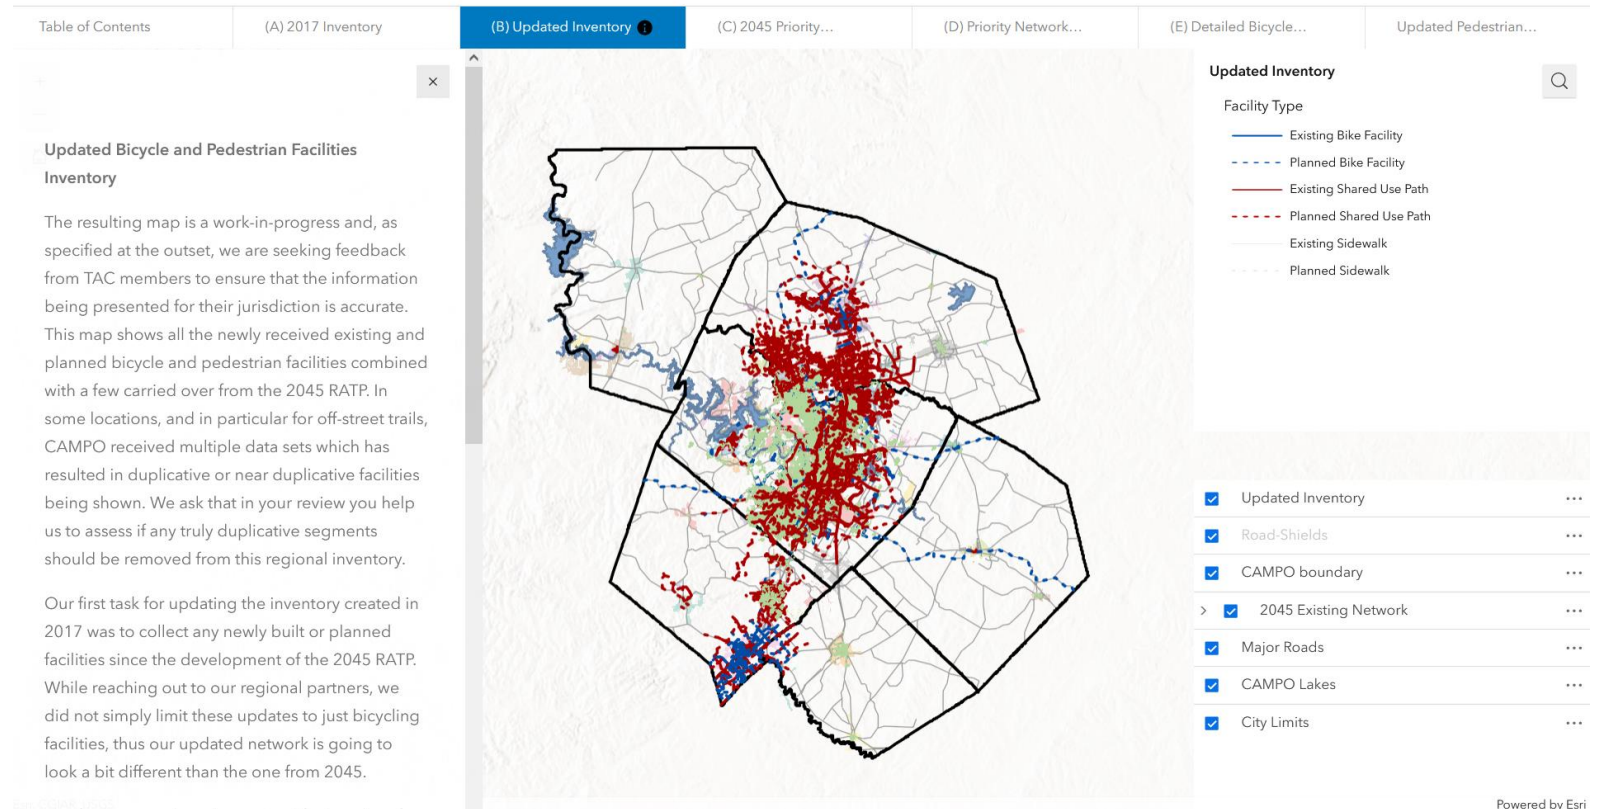 Table of Contents
(A) 2017 Inventory
(B) Updated Inventory
(C) 2045 Priority...
(D) Priority Network...
(E) Detailed Bicycle...
Updated Pedestrian...
Updated Bicycle and Pedestrian Facilities
Inventory
The resulting map is a work-in-progress and, as
specified at the outset, we are seeking feedback
from TAC members to ensure that the information
being presented for their jurisdiction is accurate.
This map shows all the newly received existing and
planned bicycle and pedestrian facilities combined
with a few carried over from the 2045 RATP. In
some locations, and in particular for off-street trails,
CAMPO received multiple data sets which has
resulted in duplicative or near duplicative facilities
being shown. We ask that in your review you help
us to assess if any truly duplicative segments
should be removed from this regional inventory.
Our first task for updating the inventory created in
2017 was to collect any newly built or planned
facilities since the development of the 2045 RATP.
While reaching out to our regional partners, we
did not simply limit these updates to just bicycling
facilities, thus our updated network is going to
look a bit different than the one from 2045.
Updated Inventory
Facility Type
Existing Bike Facility
Planned Bike Facility
Existing Shared Use Path
Planned Shared Use Path
Existing Sidewalk
Planned Sidewalk
Updated Inventory
Road-Shields
CAMPO boundary
2045 Existing Network
Major Roads
CAMPO Lakes
City Limits
Powered by Esri